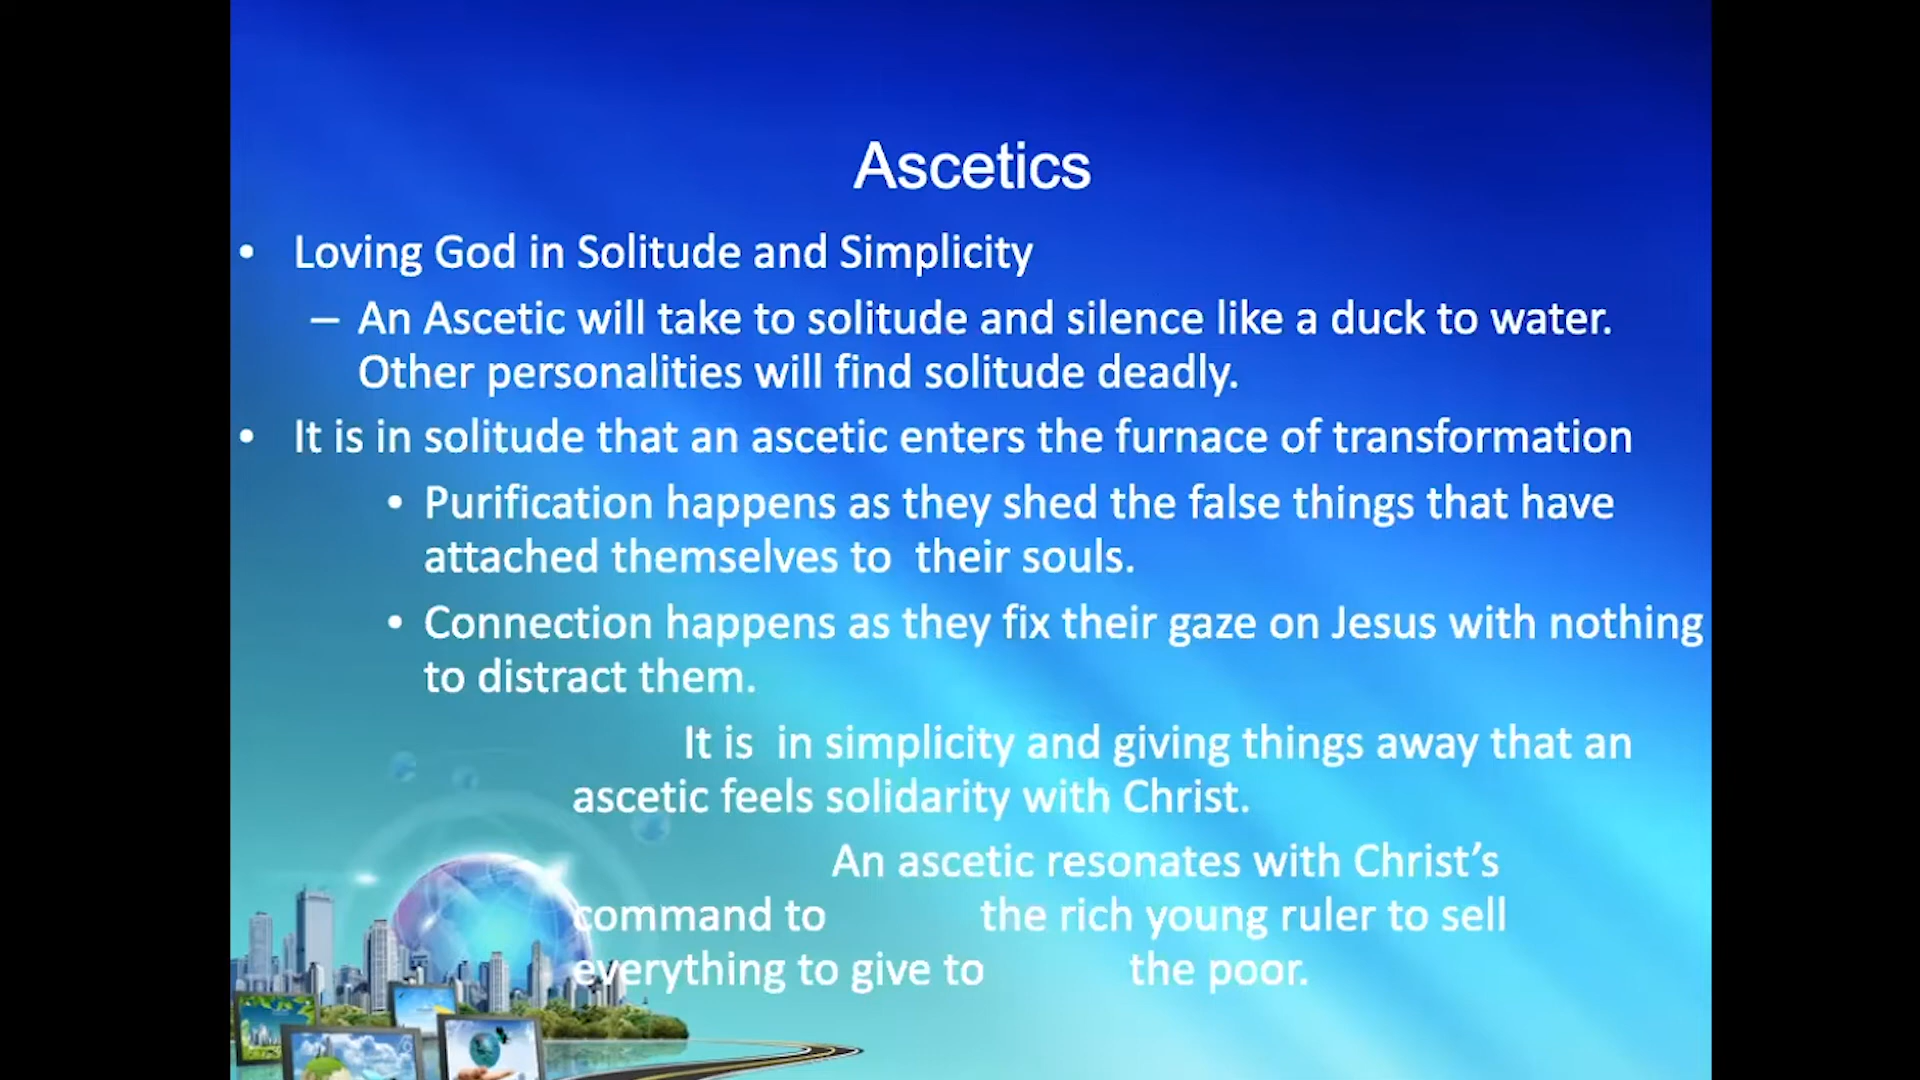 Ascetics
• Loving God in Solitude and Simplicity
– An Ascetic will take to solitude and silence like a duck to water.
Other personalities will find solitude deadly.
• It is in solitude that an ascetic enters the furnace of transformation
• Purification happens as they shed the false things that have
attached themselves to  their souls.
• Connection happens as they fix their gaze on Jesus with nothing
to distract them.
It is  in simplicity and giving things away that an
ascetic feels solidarity with Christ.
An ascetic resonates with Christ’s
command to the rich young ruler to sell
everything to give to the poor.